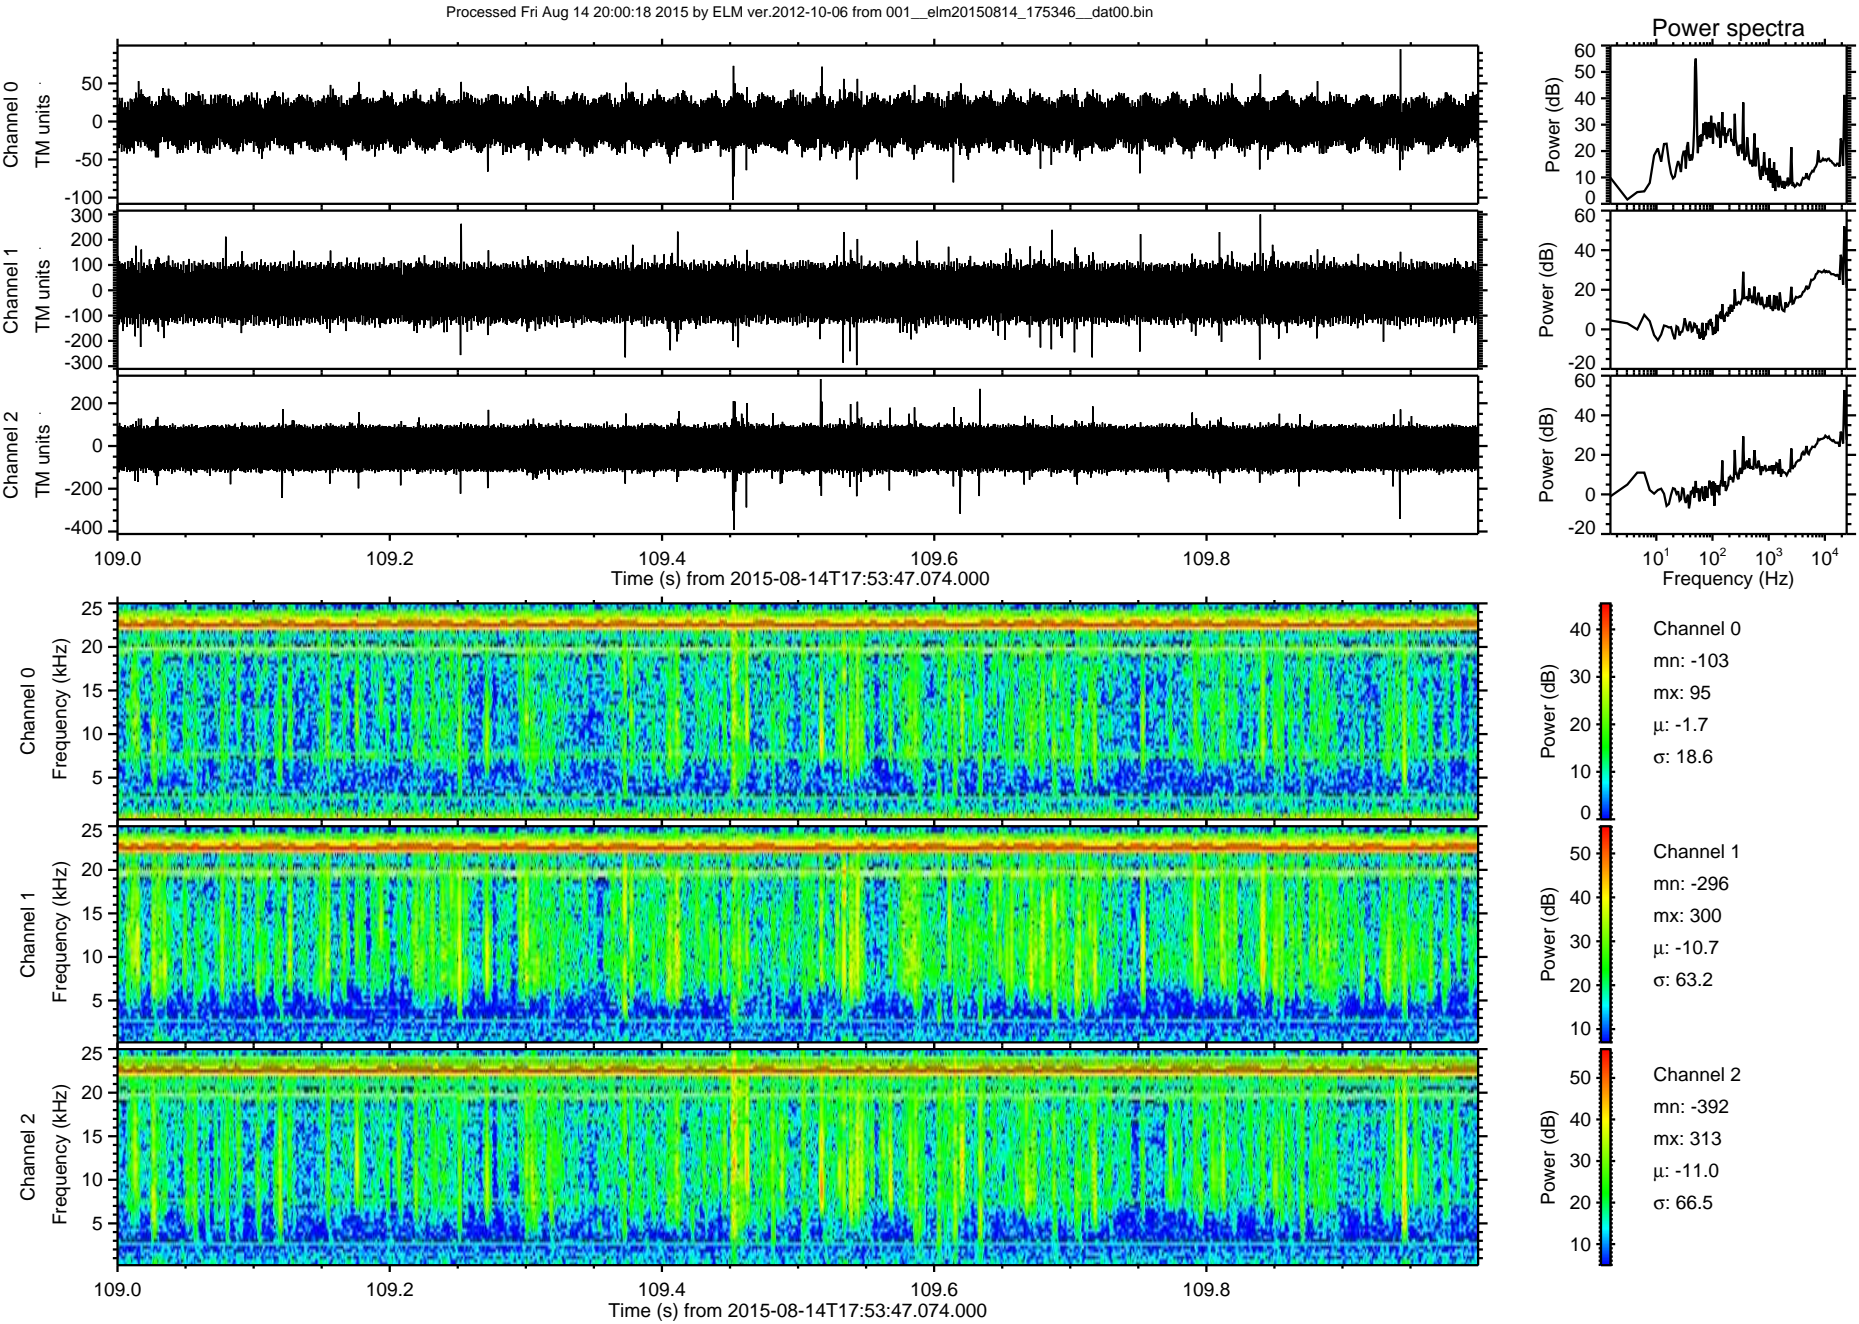 Processed Fri Aug 14 20:00:18 2015 by ELM ver.2012-10-06 from 001__elm20150814_175346__dat00.bin
Power spectra
Channel 0
TM units
50
0
-50
-100
Power (dB)
60
50
40
30
20
10
0
Channel 1
TM units
300
200
100
0
-100
-200
-300
Power (dB)
60
40
20
0
-20
Channel 2
TM units
200
0
-200
-400
Power (dB)
60
40
20
0
-20
109.0 109.2 109.4 109.6 109.8
Time (s) from 2015-08-14T17:53:47.074.000
10¹ 10² 10³ 10⁴
Frequency (Hz)
Channel 0
Frequency (kHz)
25
20
15
10
5
Power (dB)
40
30
20
10
0
Channel 0
mn: -103
mx: 95
μ: -1.7
σ: 18.6
Channel 1
Frequency (kHz)
25
20
15
10
5
Power (dB)
50
40
30
20
10
Channel 1
mn: -296
mx: 300
μ: -10.7
σ: 63.2
Channel 2
Frequency (kHz)
25
20
15
10
5
Power (dB)
50
40
30
20
10
Channel 2
mn: -392
mx: 313
μ: -11.0
σ: 66.5
109.0 109.2 109.4 109.6 109.8
Time (s) from 2015-08-14T17:53:47.074.000